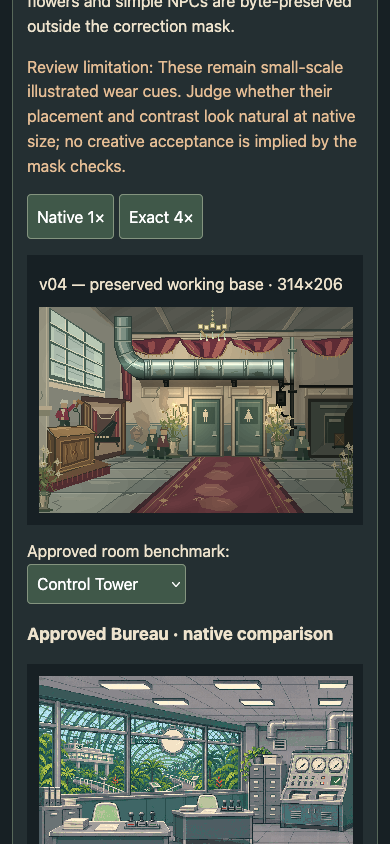 flowers and simple NPCs are byte-preserved
outside the correction mask.
Review limitation: These remain small-scale
illustrated wear cues. Judge whether their
placement and contrast look natural at native
size; no creative acceptance is implied by the
mask checks.
Native 1× Exact 4×
v04 — preserved working base · 314×206
Approved room benchmark:
Control Tower
Approved Bureau · native comparison